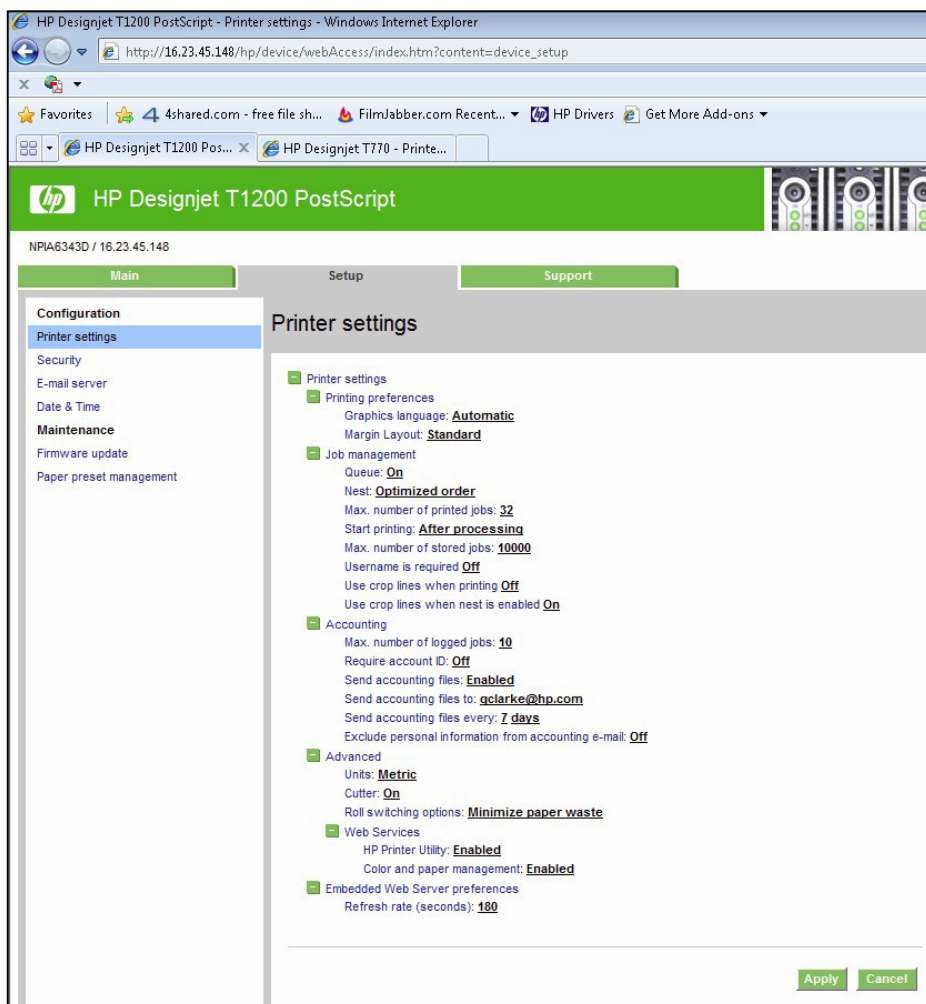 HP Designjet T1200 PostScript - Printer settings - Windows Internet Explorer
http://16.23.45.148/hp/device/webAccess/index.htm?content=device_setup
x
Favorites 4shared.com - free file sh... FilmJabber.com Recent... HP Drivers Get More Add-ons
HP Designjet T1200 Pos... X HP Designjet T770 - Printe...
hp HP Designjet T1200 PostScript
NPIA6343D / 16.23.45.148
Main Setup Support
Configuration
Printer settings
Security
E-mail server
Date & Time
Maintenance
Firmware update
Paper preset management
Printer settings
Printer settings
Printing preferences
Graphics language: Automatic
Margin Layout: Standard
Job management
Queue: On
Nest: Optimized order
Max. number of printed jobs: 32
Start printing: After processing
Max. number of stored jobs: 10000
Username is required Off
Use crop lines when printing Off
Use crop lines when nest is enabled On
Accounting
Max. number of logged jobs: 10
Require account ID: Off
Send accounting files: Enabled
Send accounting files to: gclarke@hp.com
Send accounting files every: 7 days
Exclude personal information from accounting e-mail: Off
Advanced
Units: Metric
Cutter: On
Roll switching options: Minimize paper waste
Web Services
HP Printer Utility: Enabled
Color and paper management: Enabled
Embedded Web Server preferences
Refresh rate (seconds): 180
Apply Cancel